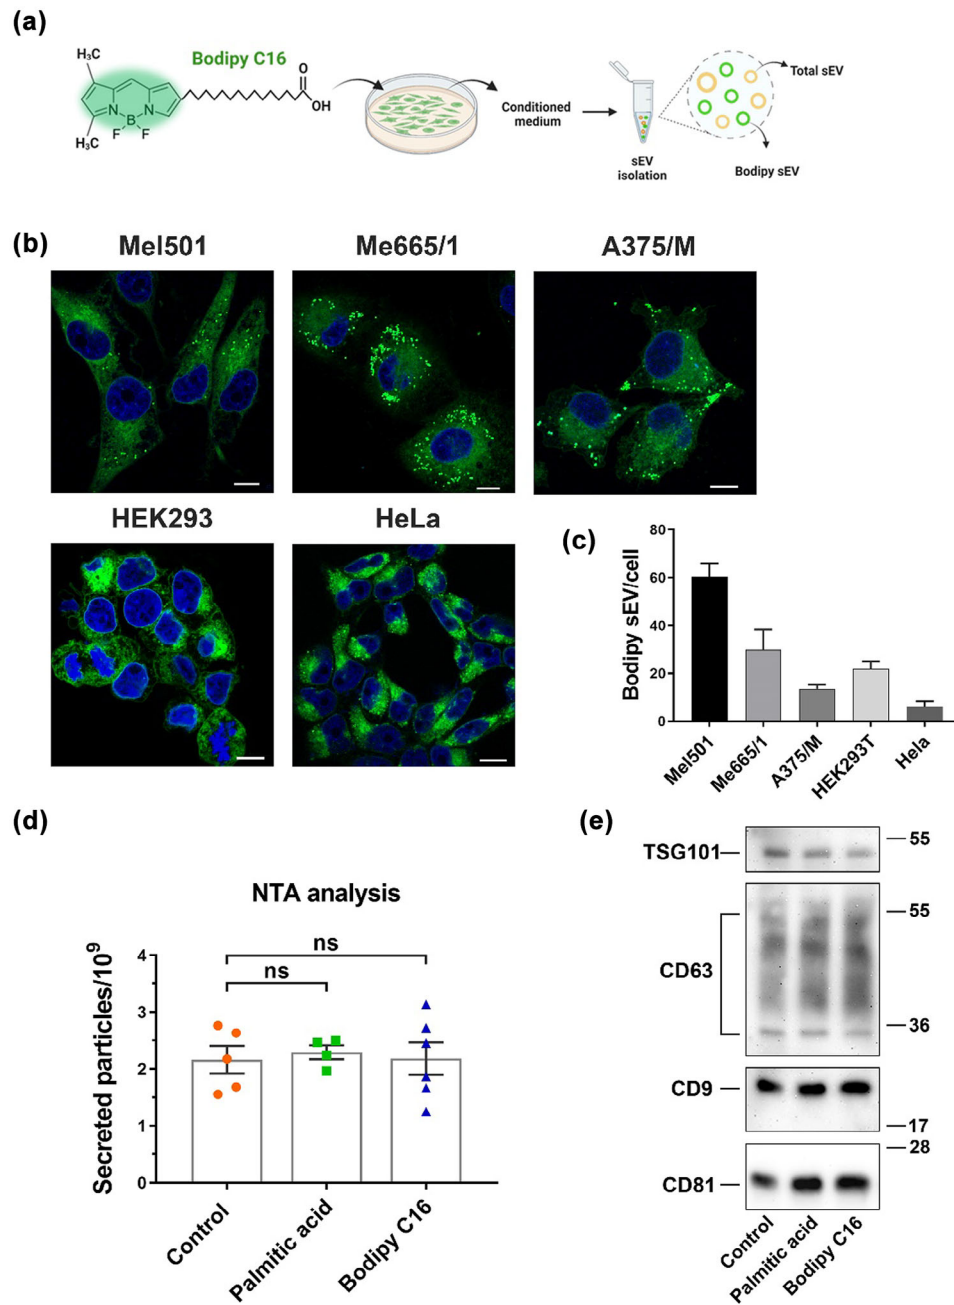 (a)
Bodipy C16
H₃C
O
OH
N
N
B
F
F
CH₃
Conditioned
medium
sEV
isolation
Total sEV
Bodipy sEV
(b)
Mel501
Me665/1
A375/M
HEK293
HeLa
(c)
Bodipy sEV/cell
80
60
40
20
0
Mel501
Me665/1
A375/M
HEK293T
Hela
(d)
NTA analysis
Secreted particles/10⁹
4
3
2
1
0
ns
ns
Control
Palmitic acid
Bodipy C16
(e)
TSG101
55
CD63
55
36
CD9
17
28
CD81
Control
Palmitic acid
Bodipy C16